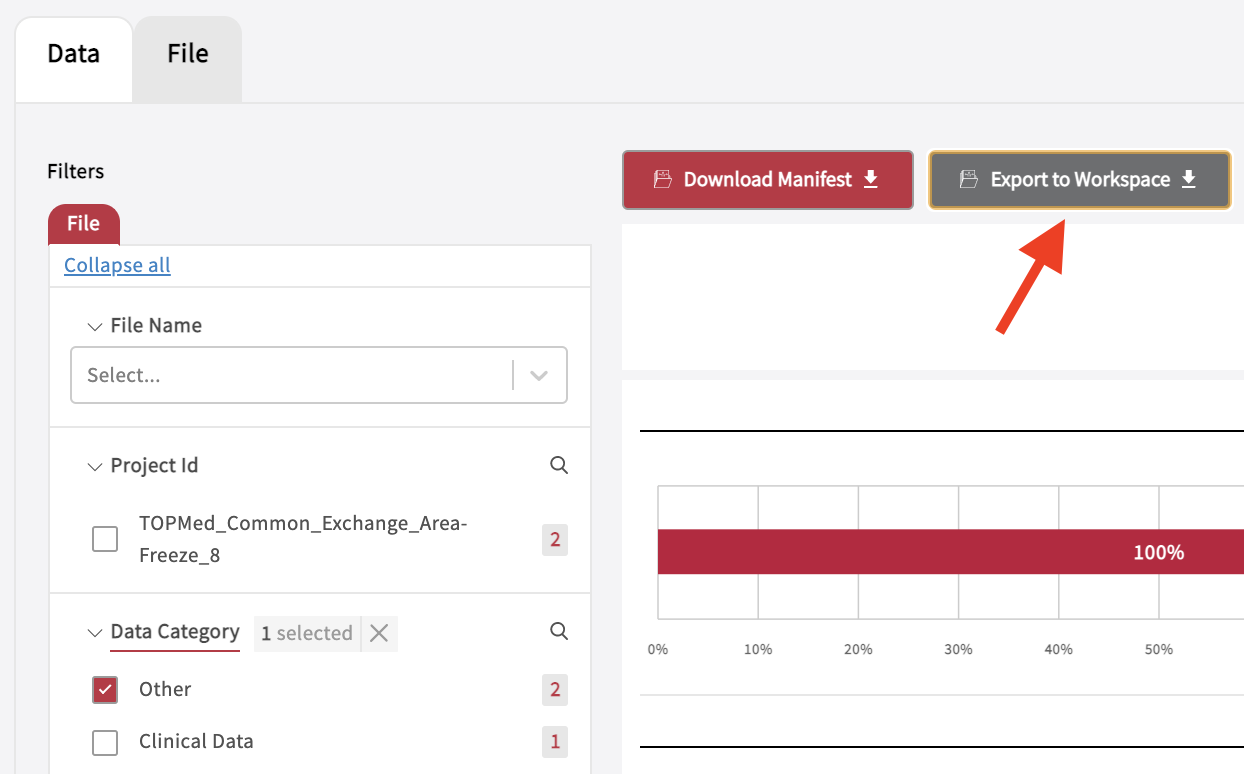 Data
File
Filters
Download Manifest
Export to Workspace
File
Collapse all
File Name
Select...
Project Id
TOPMed_Common_Exchange_Area-
Freeze_8
2
Data Category
1 selected
Other
2
Clinical Data
1
100%
0%
10%
20%
30%
40%
50%